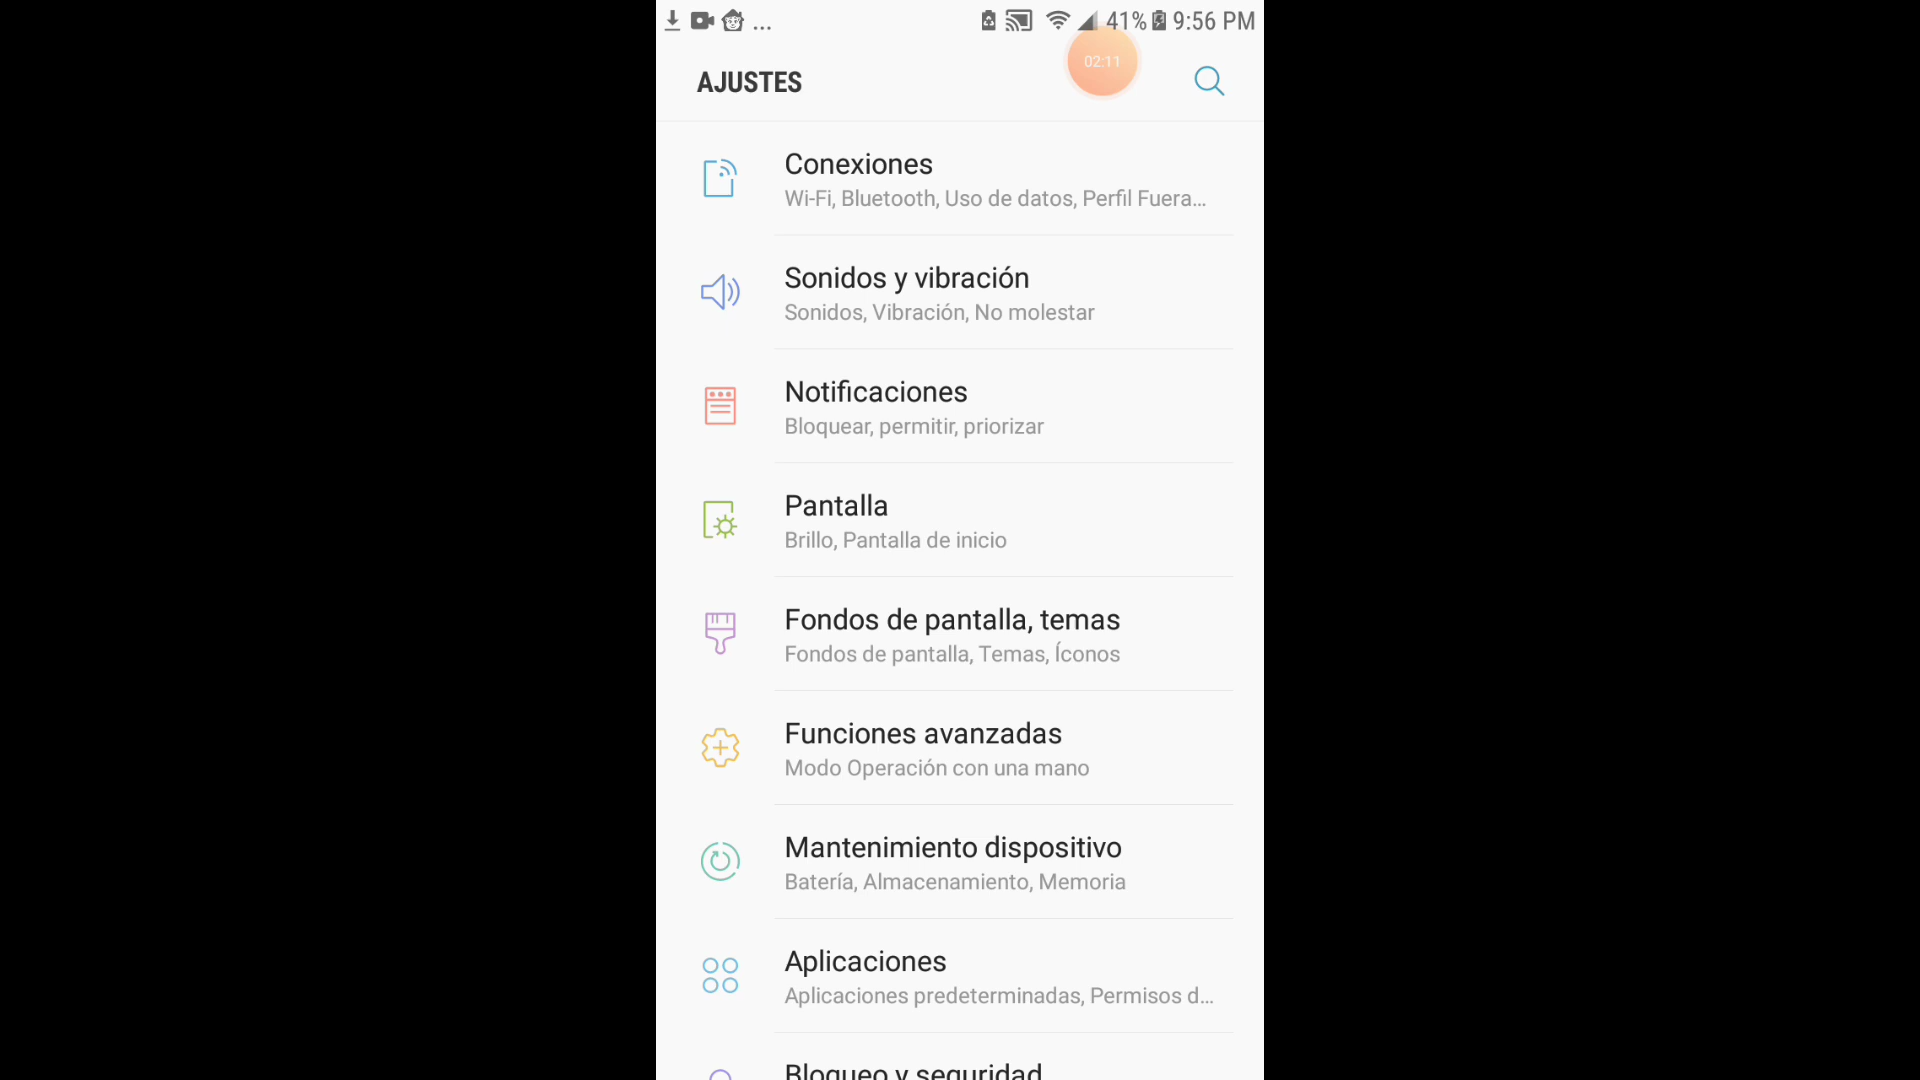 ... 41% 9:56 PM
02:11
AJUSTES
Conexiones
Wi-Fi, Bluetooth, Uso de datos, Perfil Fuera...
Sonidos y vibración
Sonidos, Vibración, No molestar
Notificaciones
Bloquear, permitir, priorizar
Pantalla
Brillo, Pantalla de inicio
Fondos de pantalla, temas
Fondos de pantalla, Temas, Íconos
Funciones avanzadas
Modo Operación con una mano
Mantenimiento dispositivo
Batería, Almacenamiento, Memoria
Aplicaciones
Aplicaciones predeterminadas, Permisos d...
Bloqueo y seguridad